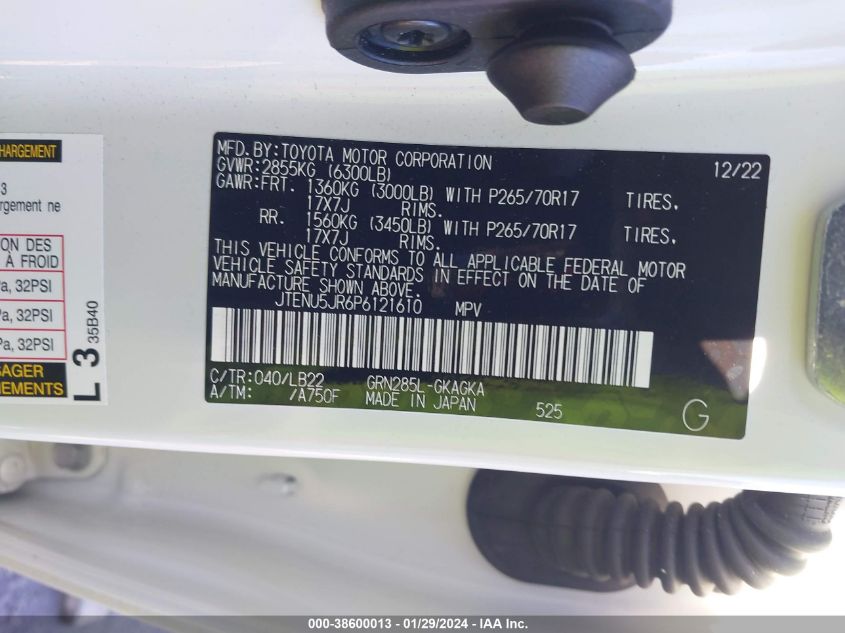 HARGEMENT
3
rgement ne
ON DES
À FROID
a, 32PSI
Pa, 32PSI
Pa, 32PSI
AGER
NEMENTS
L 3 35B40
MFD. BY: TOYOTA MOTOR CORPORATION 12/22
GVWR: 2855KG (6300LB)
GAWR: FRT. 1360KG (3000LB) WITH P265/70R17 TIRES,
17X7J RIMS.
RR. 1560KG (3450LB) WITH P265/70R17 TIRES,
17X7J RIMS.
THIS VEHICLE CONFORMS TO ALL APPLICABLE FEDERAL MOTOR
VEHICLE SAFETY STANDARDS IN EFFECT ON THE DATE OF
MANUFACTURE SHOWN ABOVE.
JTENU5JR6P6121610 MPV
C/TR: 040/LB22 GRN285L-GKAGKA
A/TM: /A750F MADE IN JAPAN 525 G
000-38600013 - 01/29/2024 - IAA Inc.